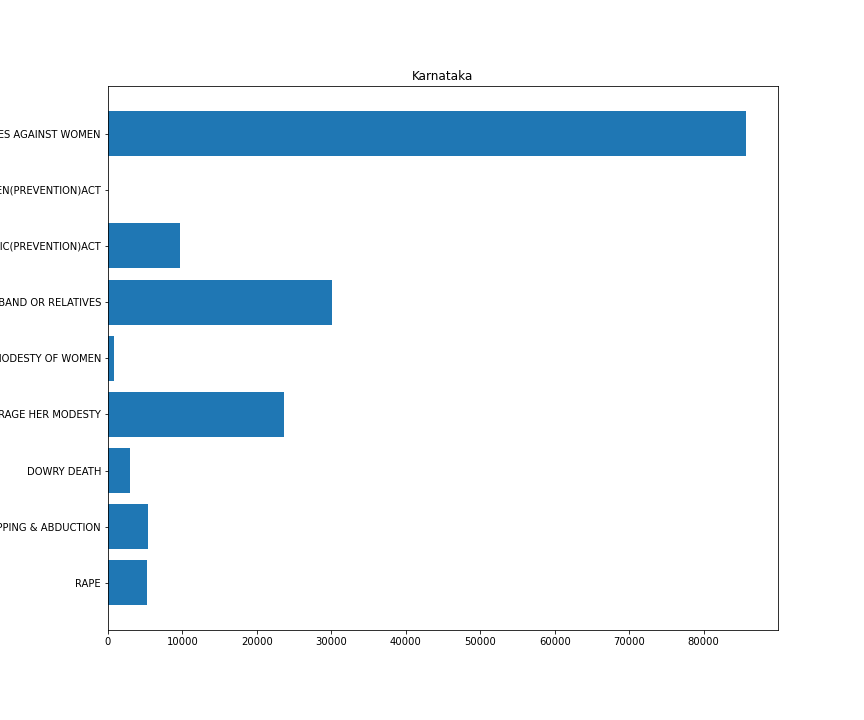 Karnataka
ES AGAINST WOMEN
EN(PREVENTION)ACT
IC(PREVENTION)ACT
BAND OR RELATIVES
MODESTY OF WOMEN
RAGE HER MODESTY
DOWRY DEATH
PPING & ABDUCTION
RAPE
0 10000 20000 30000 40000 50000 60000 70000 80000